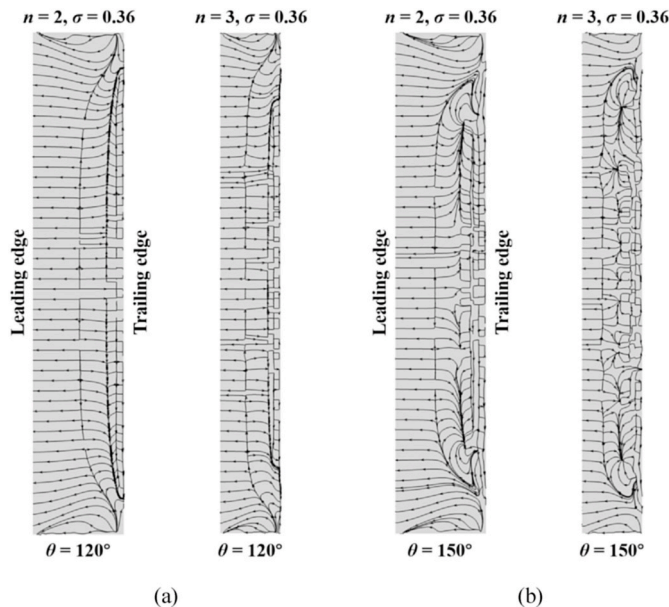 n = 2, σ = 0.36
n = 3, σ = 0.36
n = 2, σ = 0.36
n = 3, σ = 0.36
Leading edge
Trailing edge
Leading edge
Trailing edge
θ = 120°
θ = 120°
θ = 150°
θ = 150°
(a)
(b)